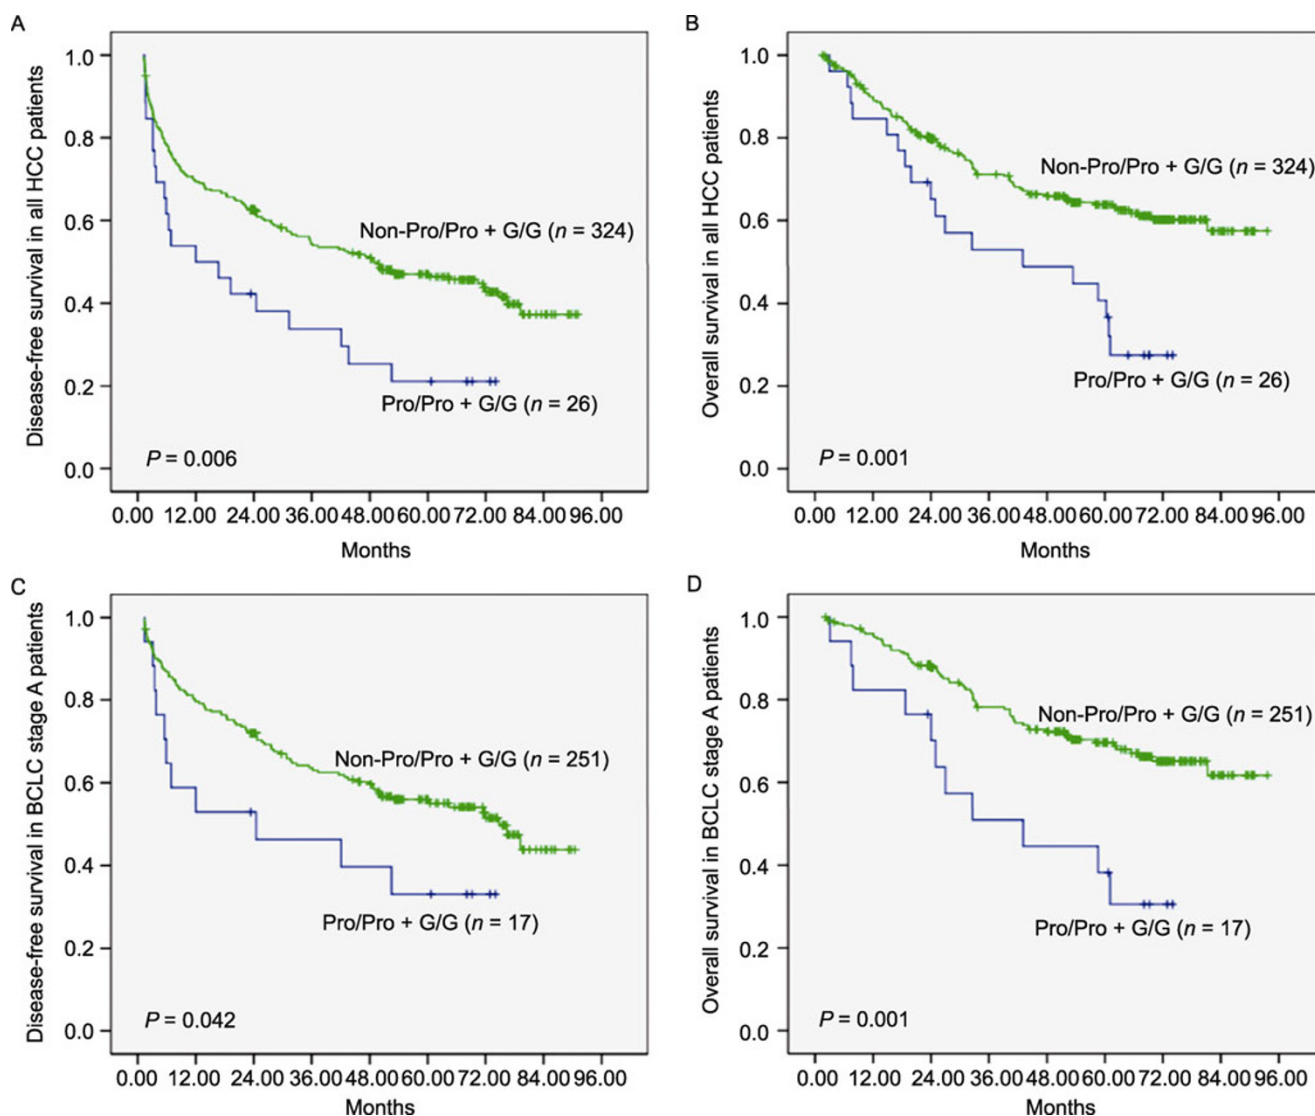 A
Disease-free survival in all HCC patients
1.0
0.8
0.6
0.4
0.2
0.0
Non-Pro/Pro + G/G (n = 324)
Pro/Pro + G/G (n = 26)
P = 0.006
0.00 12.00 24.00 36.00 48.00 60.00 72.00 84.00 96.00
Months
B
Overall survival in all HCC patients
1.0
0.8
0.6
0.4
0.2
0.0
Non-Pro/Pro + G/G (n = 324)
Pro/Pro + G/G (n = 26)
P = 0.001
0.00 12.00 24.00 36.00 48.00 60.00 72.00 84.00 96.00
Months
C
Disease-free survival in BCLC stage A patients
1.0
0.8
0.6
0.4
0.2
0.0
Non-Pro/Pro + G/G (n = 251)
Pro/Pro + G/G (n = 17)
P = 0.042
0.00 12.00 24.00 36.00 48.00 60.00 72.00 84.00 96.00
Months
D
Overall survival in BCLC stage A patients
1.0
0.8
0.6
0.4
0.2
0.0
Non-Pro/Pro + G/G (n = 251)
Pro/Pro + G/G (n = 17)
P = 0.001
0.00 12.00 24.00 36.00 48.00 60.00 72.00 84.00 96.00
Months